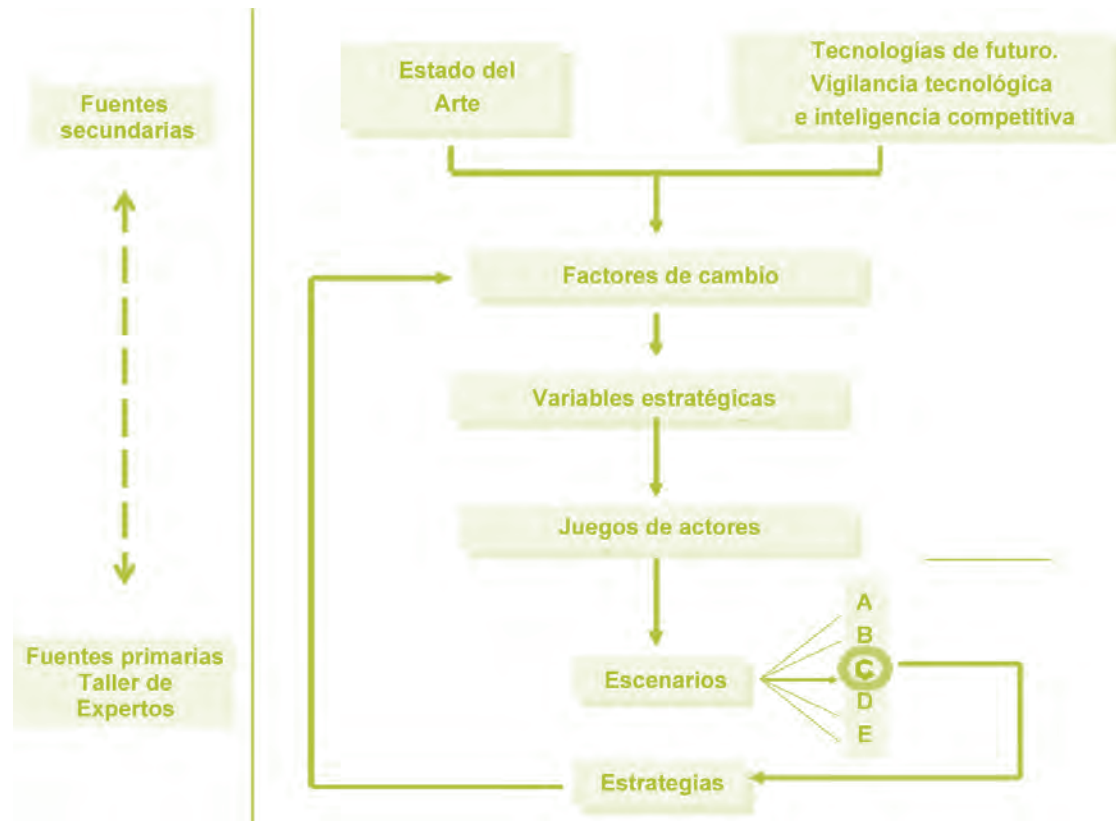 Fuentes
secundarias
Fuentes primarias
Taller de
Expertos
Estado del
Arte
Tecnologías de futuro.
Vigilancia tecnológica
e inteligencia competitiva
Factores de cambio
Variables estratégicas
Juegos de actores
Escenarios
A
B
C
D
E
Estrategias